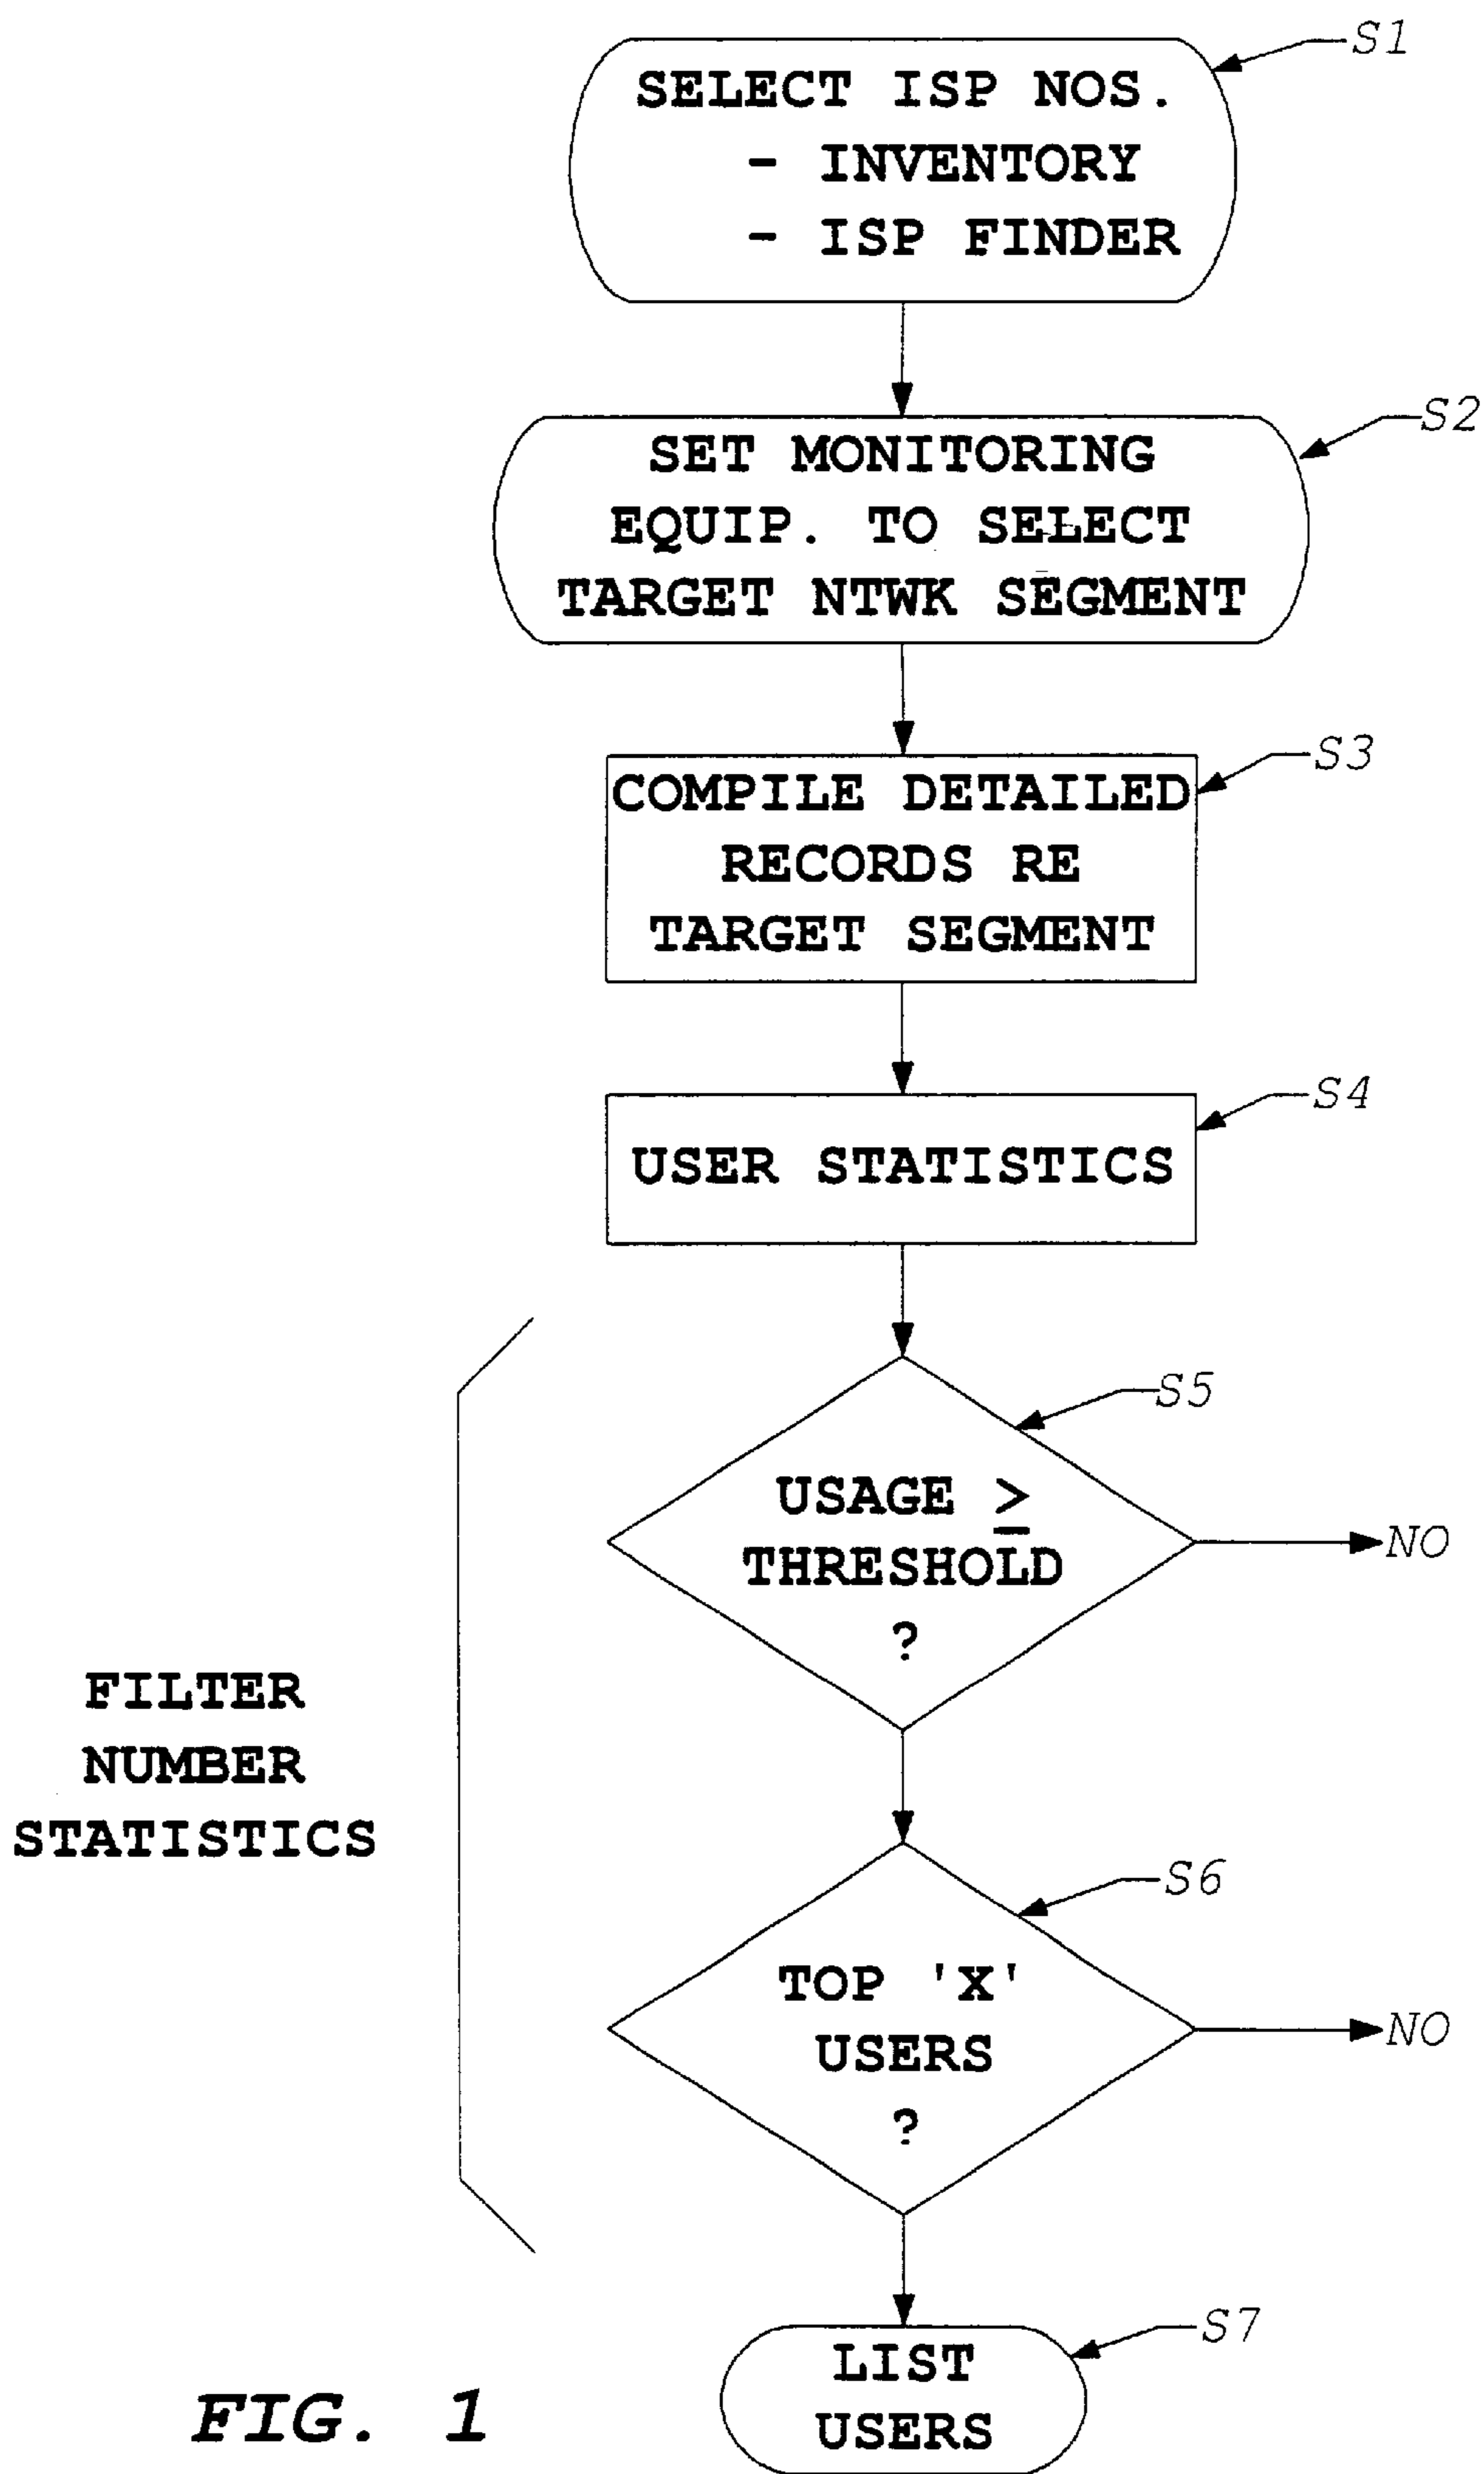 S1
SELECT ISP NOS.
- INVENTORY
- ISP FINDER
S2
SET MONITORING
EQUIP. TO SELECT
TARGET NTWK SEGMENT
S3
COMPILE DETAILED
RECORDS RE
TARGET SEGMENT
S4
USER STATISTICS
S5
USAGE ≥
THRESHOLD
?
NO
FILTER
NUMBER
STATISTICS
S6
TOP 'X'
USERS
?
NO
S7
LIST
USERS
FIG. 1